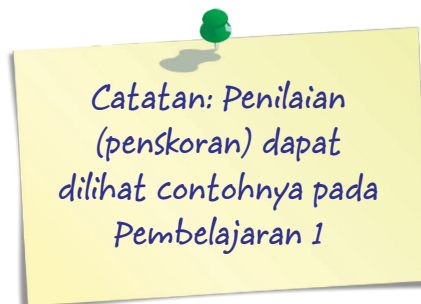 Catatan: Penilaian
(penskoran) dapat
dilihat contohnya pada
Pembelajaran 1